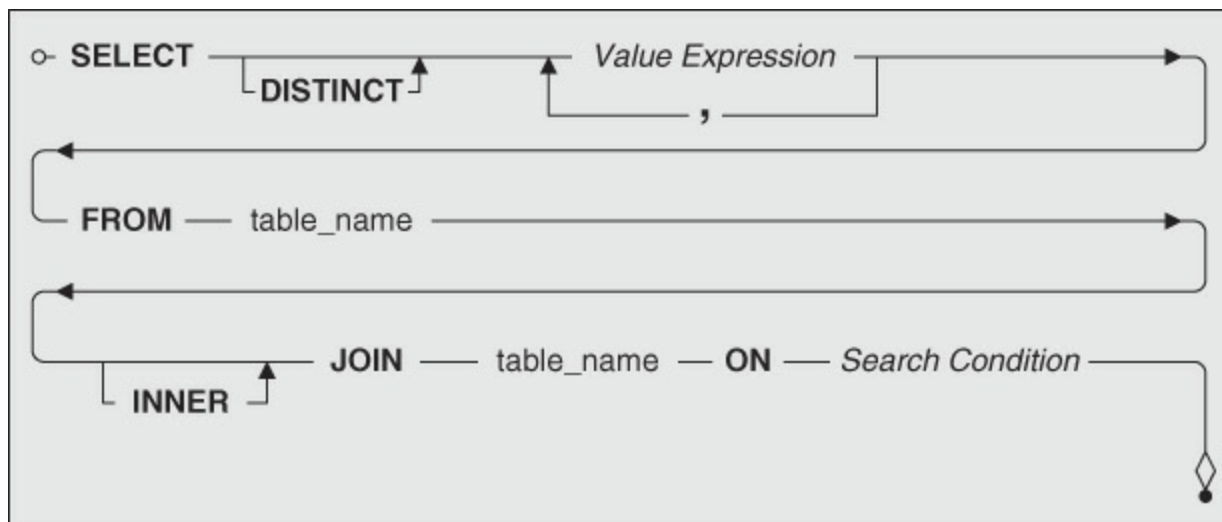 SELECT Value Expression
DISTINCT ,
FROM table_name
JOIN table_name ON Search Condition
INNER